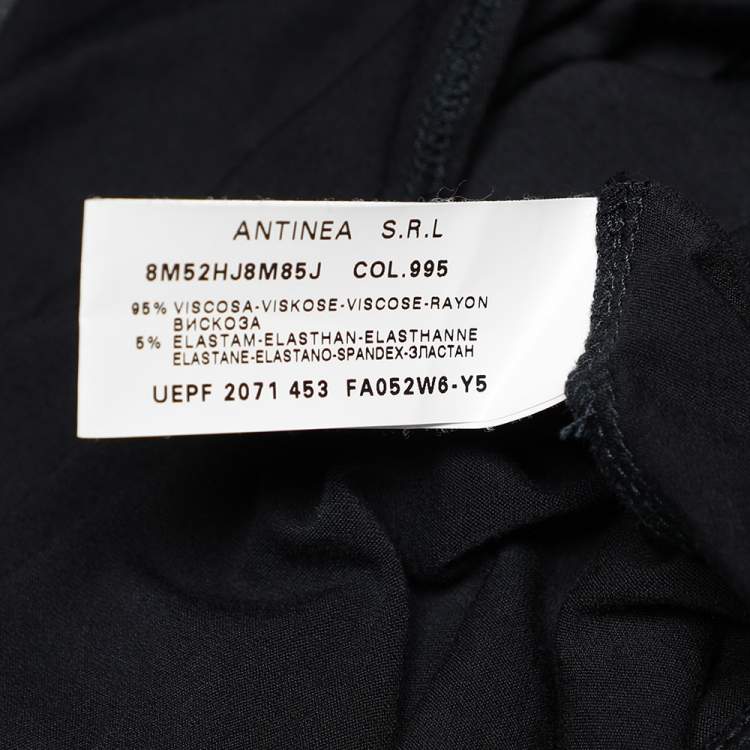 ANTINEA S.R.L
8M52HJ8M85J COL.995
95% VISCOSA-VISKOSE-VISCOSE-RAYON
ВИСКОЗА
5% ELASTAM-ELASTHAN-ELASTHANNE
ELASTANE-ELASTANO-SPANDEX-ЭЛАСТАН
UEPF 2071 453 FA052W6-Y5